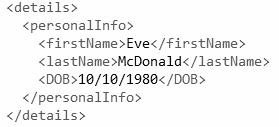 <details>
<personalInfo>
<firstName>Eve</firstName>
<lastName>McDonald</lastName>
<DOB>10/10/1980</DOB>
</personalInfo>
</details>